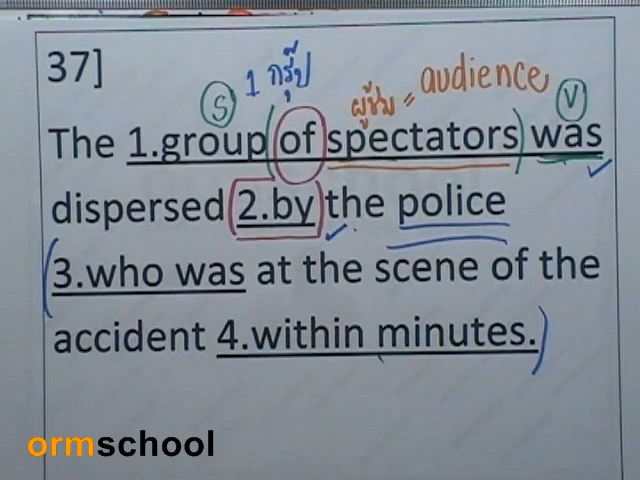 37]
1 กรุ๊ป
ผู้ชม = audience
S V
The 1.group (of spectators) was
dispersed 2.by the police
(3.who was at the scene of the
accident 4.within minutes.)
ormschool